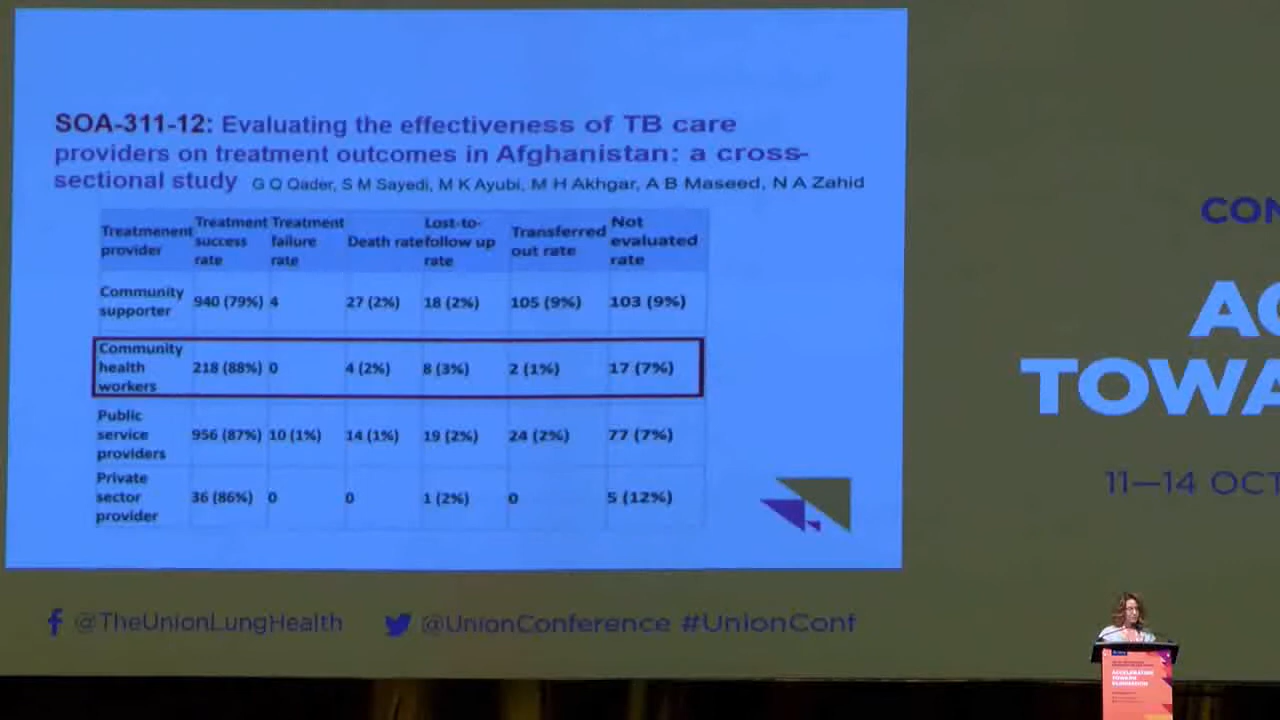 SOA-311-12: Evaluating the effectiveness of TB care
providers on treatment outcomes in Afghanistan: a cross-
sectional study G Q Qader, S M Sayedi, M K Ayubi, M H Akhgar, A B Maseed, N A Zahid
Treatmenent provider Treatment success rate Treatment failure rate Death rate Lost-to-follow up rate Transferred out rate Not evaluated rate
Community supporter 940 (79%) 4 27 (2%) 18 (2%) 105 (9%) 103 (9%)
Community health workers 218 (88%) 0 4 (2%) 8 (3%) 2 (1%) 17 (7%)
Public service providers 956 (87%) 10 (1%) 14 (1%) 19 (2%) 24 (2%) 77 (7%)
Private sector provider 36 (86%) 0 0 1 (2%) 0 5 (12%)
@TheUnionLungHealth @UnionConference #UnionConf
CON
AC
TOWA
11—14 OCT
ACCELERATING
TOWARD
ELIMINATION